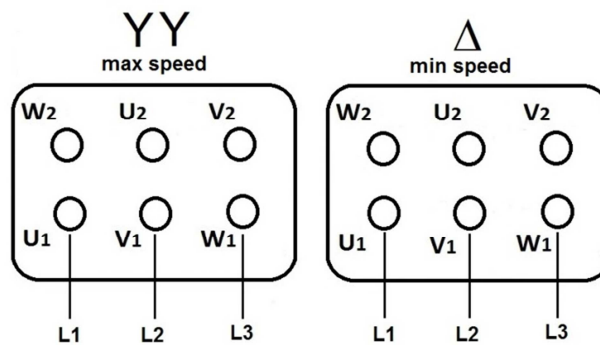 YY
max speed
W2 U2 V2
U1 V1 W1
L1 L2 L3
Δ
min speed
W2 U2 V2
U1 V1 W1
L1 L2 L3